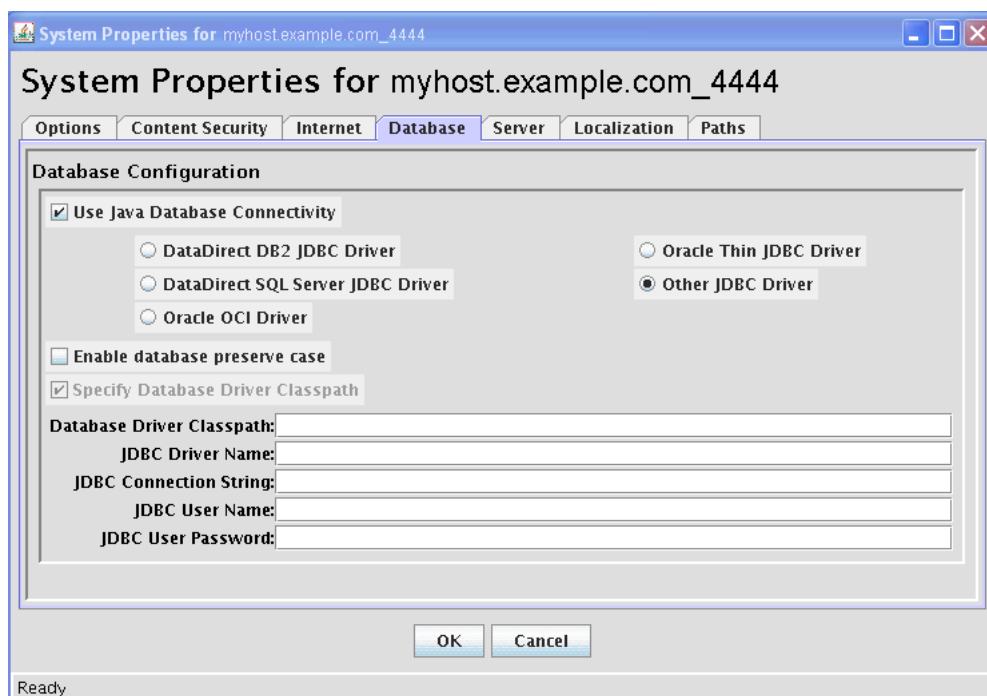 System Properties for myhost.example.com_4444
System Properties for myhost.example.com_4444
Options Content Security Internet Database Server Localization Paths
Database Configuration
Use Java Database Connectivity
DataDirect DB2 JDBC Driver Oracle Thin JDBC Driver
DataDirect SQL Server JDBC Driver Other JDBC Driver
Oracle OCI Driver
Enable database preserve case
Specify Database Driver Classpath
Database Driver Classpath:
JDBC Driver Name:
JDBC Connection String:
JDBC User Name:
JDBC User Password:
OK Cancel
Ready